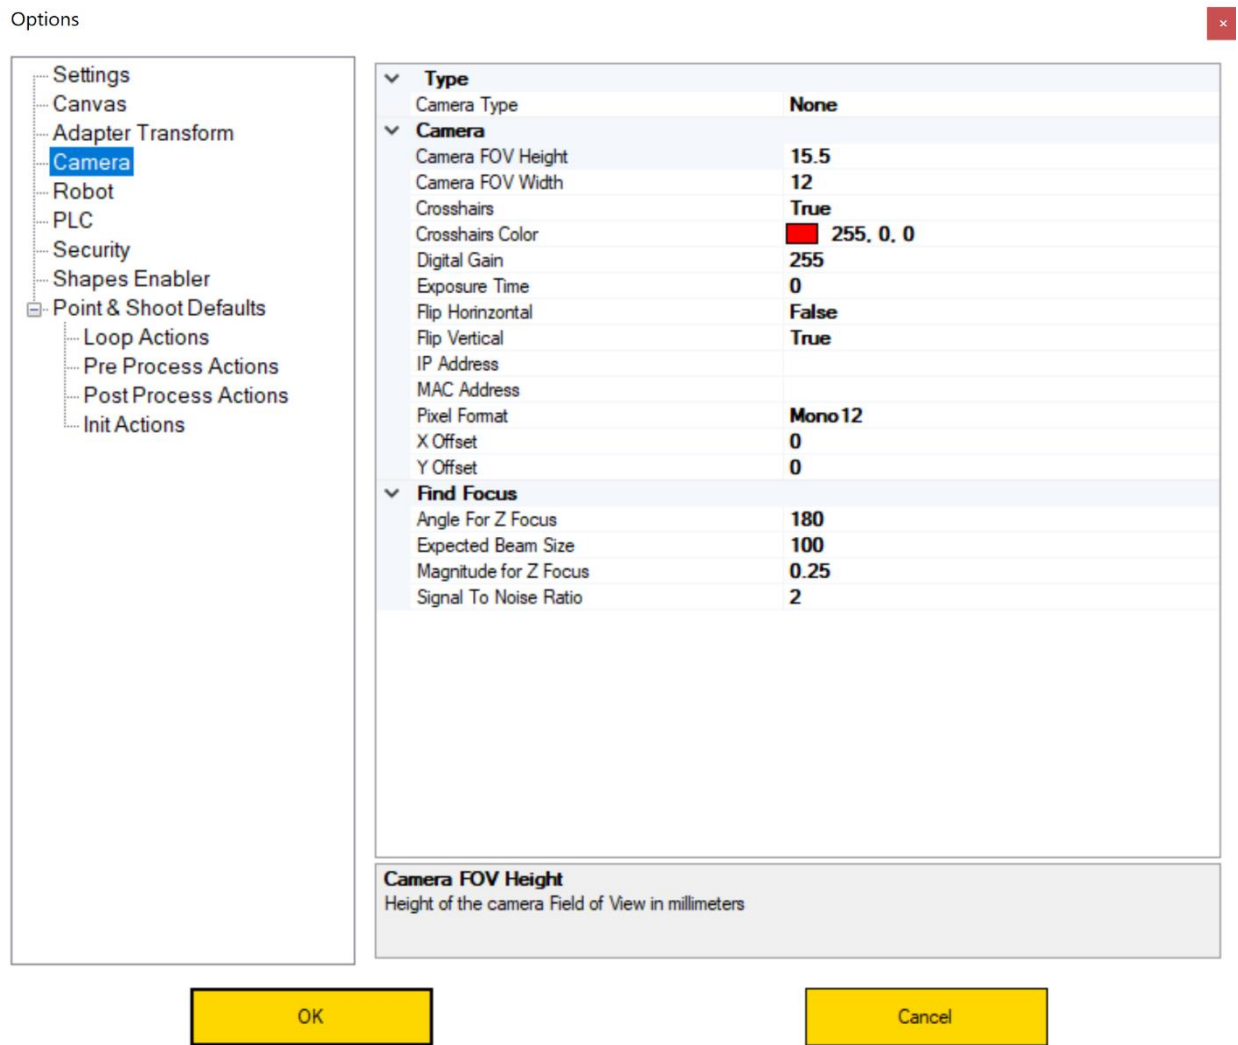 Options
×
Settings
Canvas
Adapter Transform
Camera
Robot
PLC
Security
Shapes Enabler
Point & Shoot Defaults
Loop Actions
Pre Process Actions
Post Process Actions
Init Actions
Type
Camera Type None
Camera
Camera FOV Height 15.5
Camera FOV Width 12
Crosshairs True
Crosshairs Color 255, 0, 0
Digital Gain 255
Exposure Time 0
Flip Horinzontal False
Flip Vertical True
IP Address
MAC Address
Pixel Format Mono12
X Offset 0
Y Offset 0
Find Focus
Angle For Z Focus 180
Expected Beam Size 100
Magnitude for Z Focus 0.25
Signal To Noise Ratio 2
Camera FOV Height
Height of the camera Field of View in millimeters
OK
Cancel